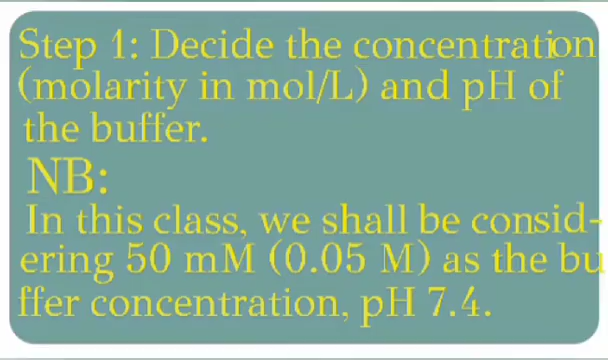 Step 1: Decide the concentration
(molarity in mol/L) and pH of
the buffer.
NB:
In this class, we shall be consid-
ering 50 mM (0.05 M) as the bu
ffer concentration, pH 7.4.